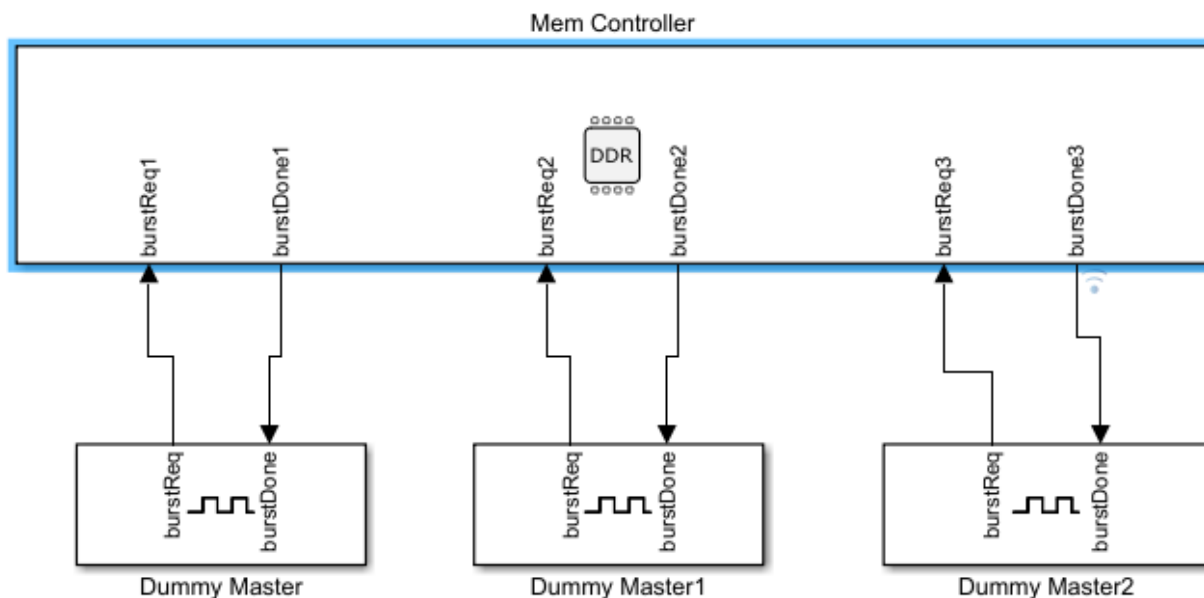 Mem Controller
burstReq1
burstDone1
burstReq2
DDR
burstDone2
burstReq3
burstDone3
burstReq
burstDone
burstReq
burstDone
burstReq
burstDone
Dummy Master
Dummy Master1
Dummy Master2